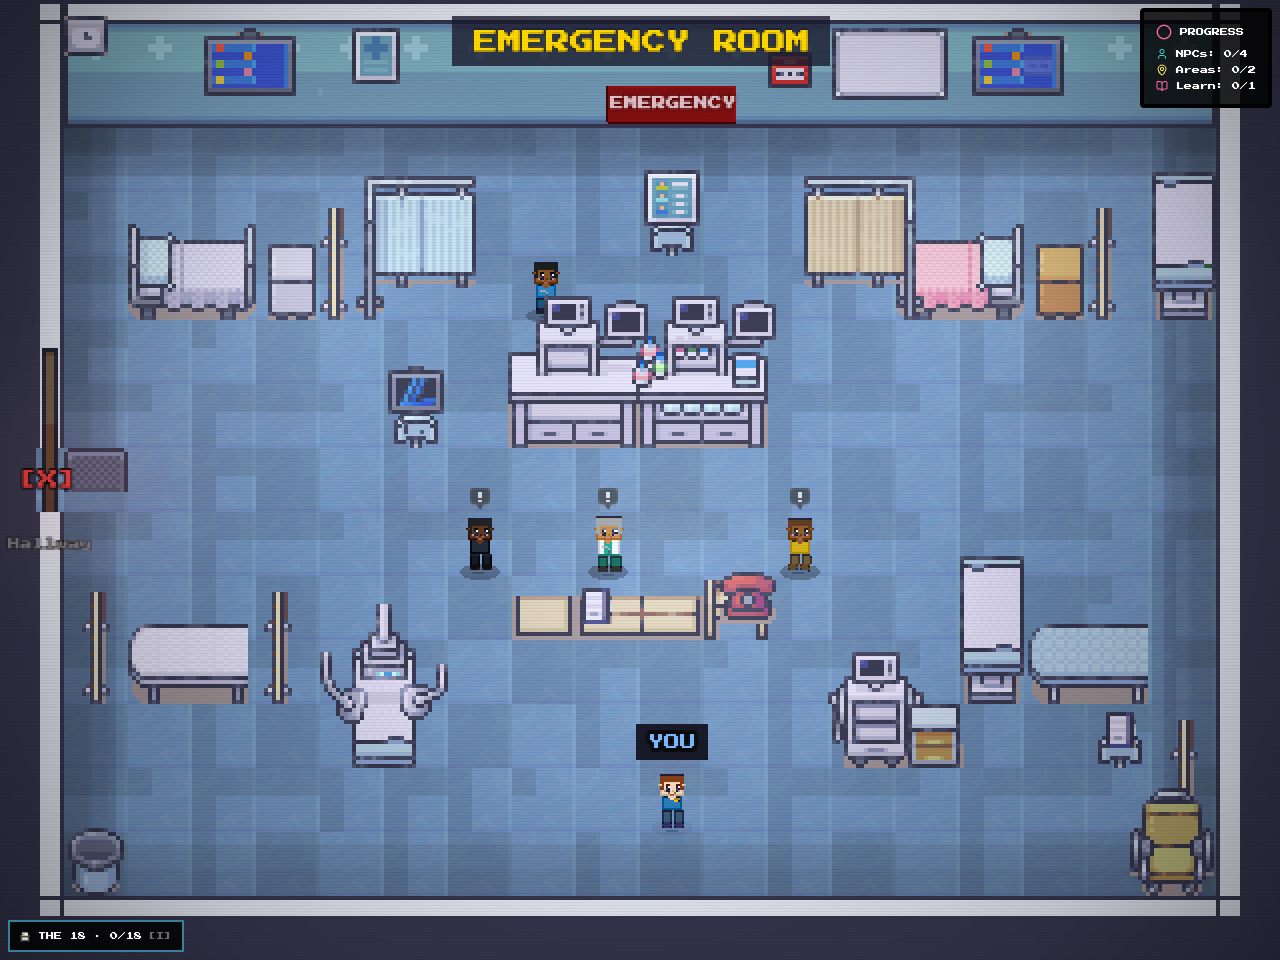 EMERGENCY ROOM
EMERGENCY
PROGRESS
NPCs: 0/4
Areas: 0/2
Learn: 0/1
[X]
Hallway
YOU
THE 18 · 0/18 [I]